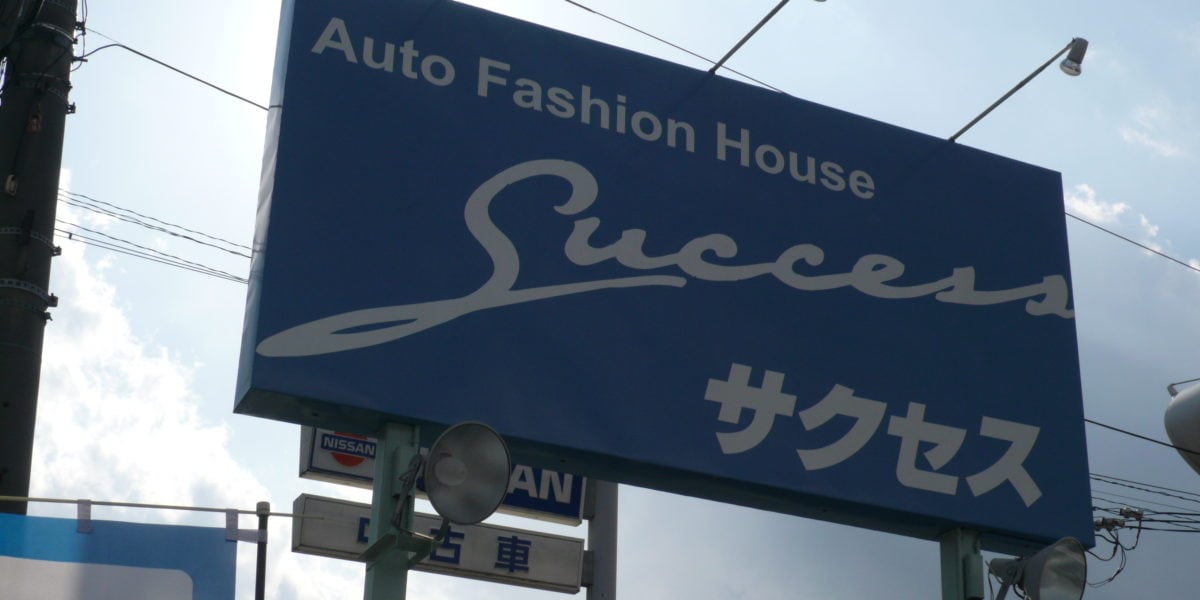 Auto Fashion House
Success
サクセス
NISSAN
古車